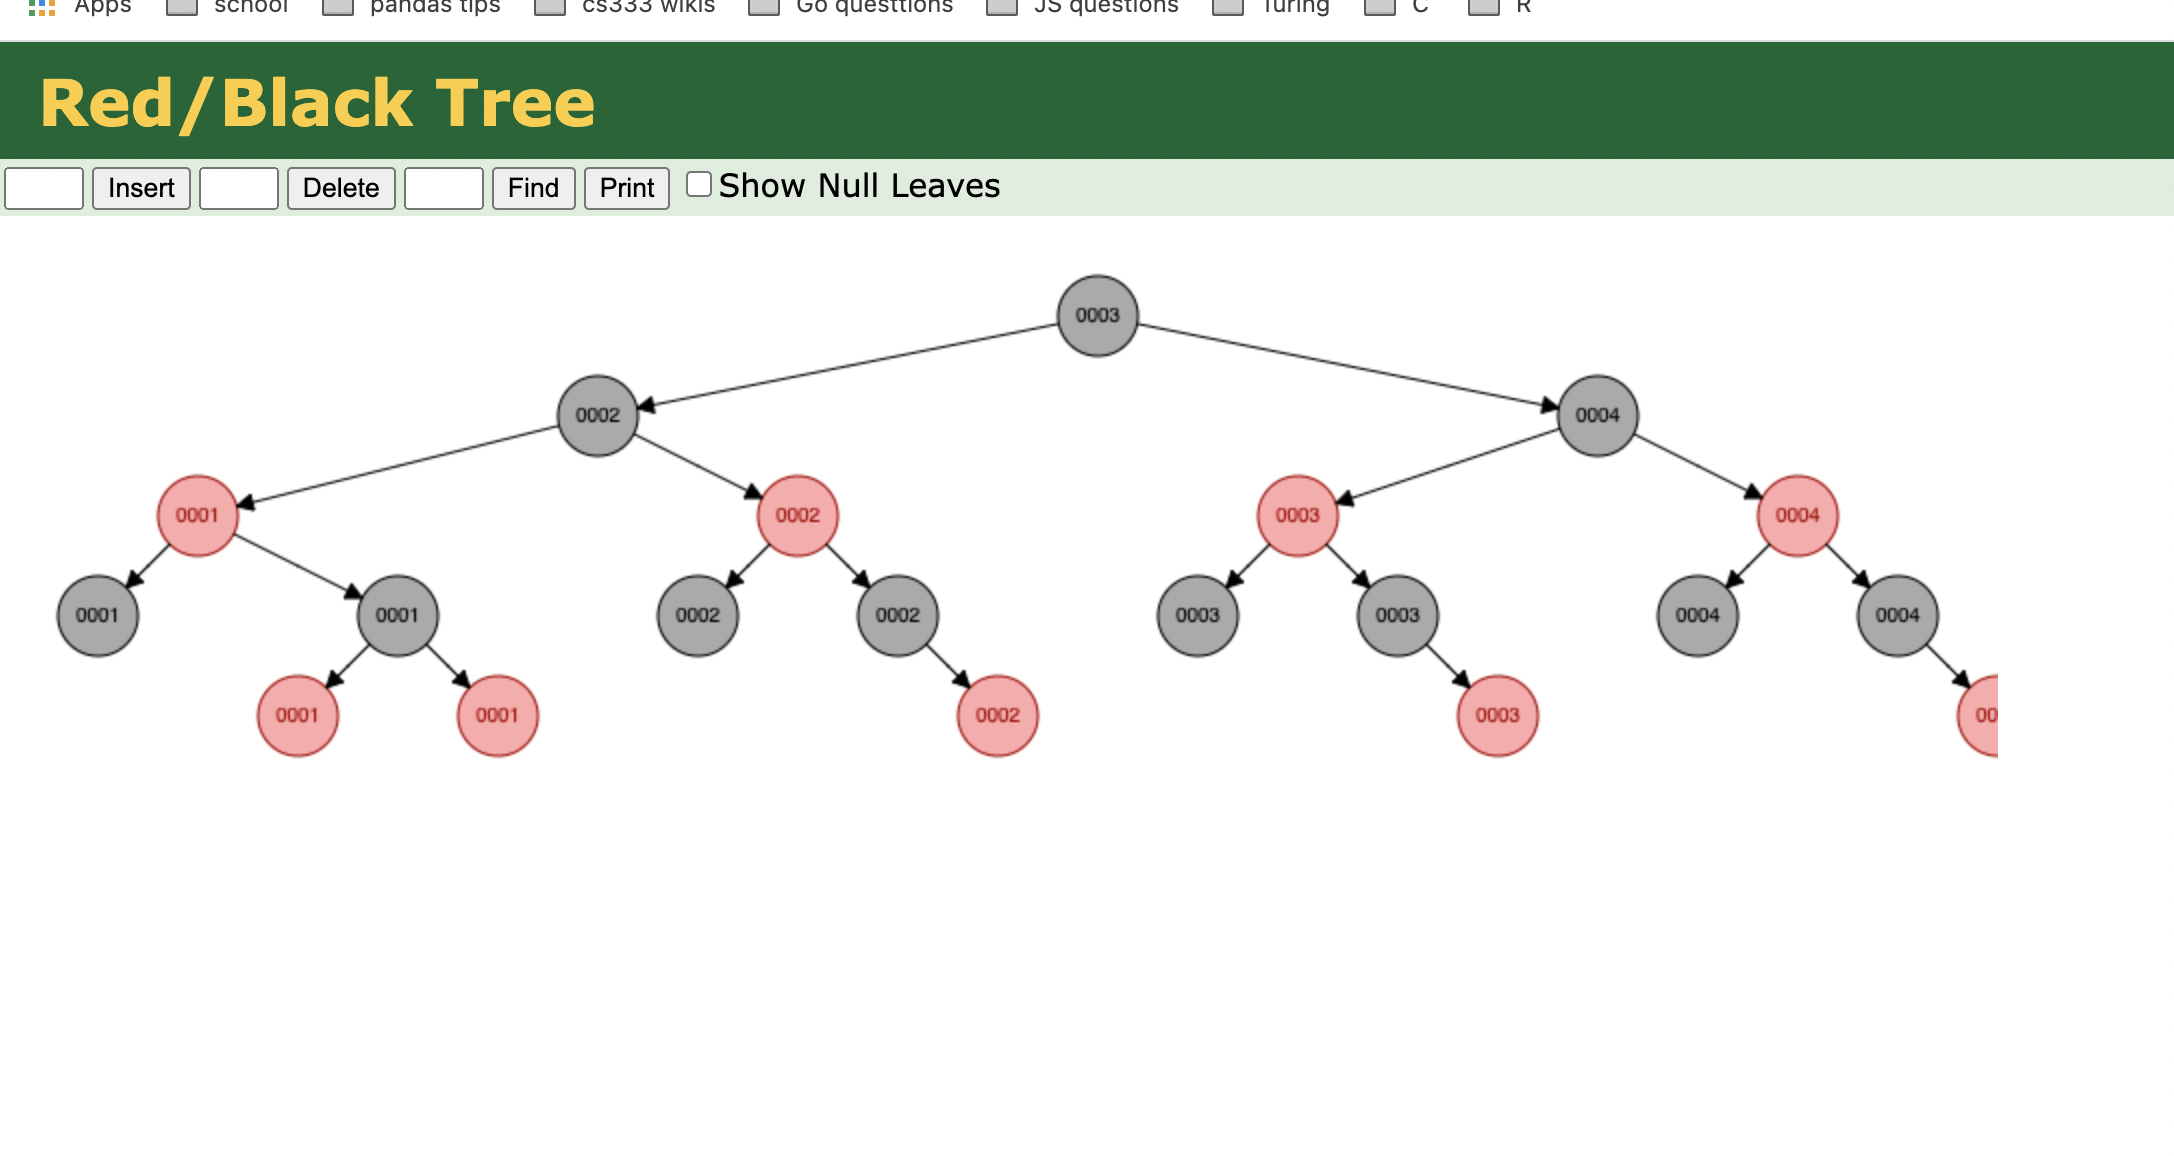 Apps school pandas tips cs333 wikis Go questtions JS questions Turing C R
Red/Black Tree
Insert Delete Find Print Show Null Leaves
0003
0002 0004
0001 0002 0003 0004
0001 0001 0002 0002 0003 0003 0004 0004
0001 0001 0002 0003 00